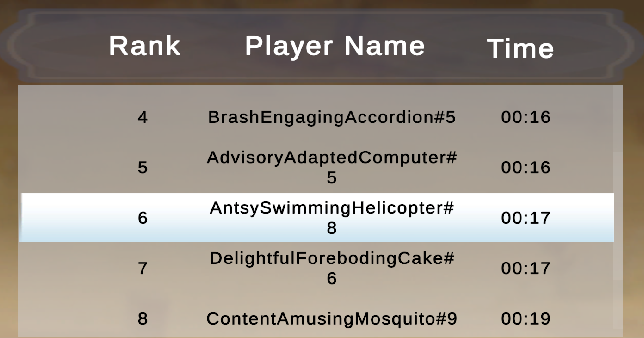 Rank Player Name Time
4 BrashEngagingAccordion#5 00:16
5 AdvisoryAdaptedComputer# 00:16
5
6 AntsySwimmingHelicopter# 00:17
8
7 DelightfulForebodingCake# 00:17
6
8 ContentAmusingMosquito#9 00:19